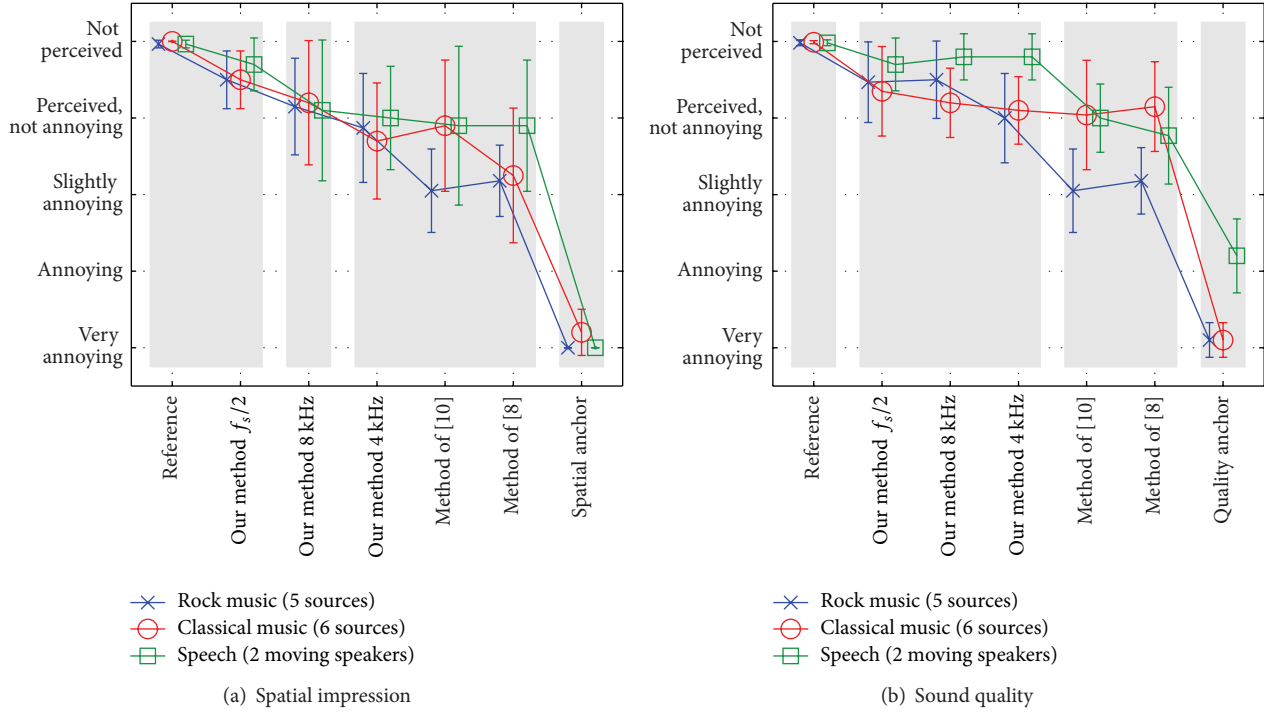 Not
perceived
Perceived,
not annoying
Slightly
annoying
Annoying
Very
annoying
Reference
Our method f_s/2
Our method 8 kHz
Our method 4 kHz
Method of [10]
Method of [8]
Spatial anchor
Rock music (5 sources)
Classical music (6 sources)
Speech (2 moving speakers)
(a) Spatial impression
Not
perceived
Perceived,
not annoying
Slightly
annoying
Annoying
Very
annoying
Reference
Our method f_s/2
Our method 8 kHz
Our method 4 kHz
Method of [10]
Method of [8]
Quality anchor
Rock music (5 sources)
Classical music (6 sources)
Speech (2 moving speakers)
(b) Sound quality